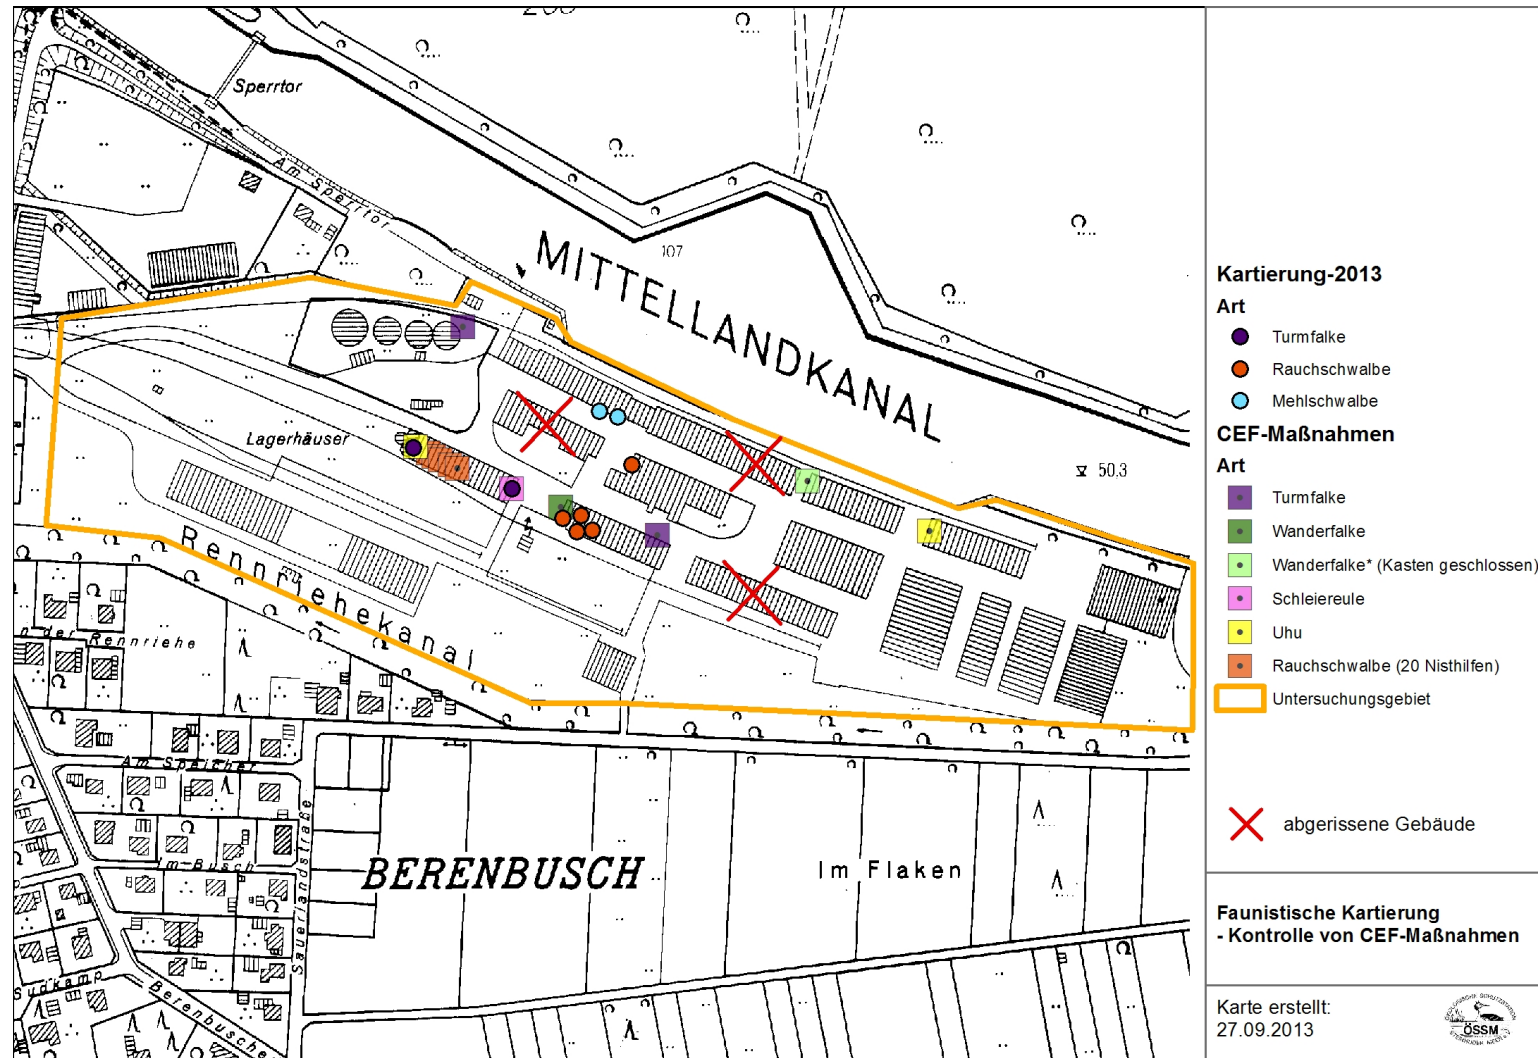 Sperrtor
Am Sperrtor
107
MITTELLANDKANAL
50,3
Lagerhäuser
Rennriehekanal
n der Rennriehe
Am Speicher
Im Busch
Sauerlandstraße
Südkamp
Berenbusche
BERENBUSCH
Im Flaken
Kartierung-2013
Art
Turmfalke
Rauchschwalbe
Mehlschwalbe
CEF-Maßnahmen
Art
Turmfalke
Wanderfalke
Wanderfalke* (Kasten geschlossen)
Schleiereule
Uhu
Rauchschwalbe (20 Nisthilfen)
Untersuchungsgebiet
abgerissene Gebäude
Faunistische Kartierung
- Kontrolle von CEF-Maßnahmen
Karte erstellt:
27.09.2013
ÖSSM